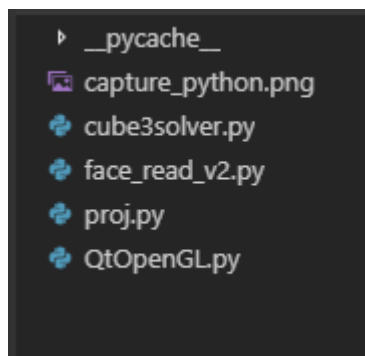 __pycache__
capture_python.png
cube3solver.py
face_read_v2.py
proj.py
QtOpenGL.py